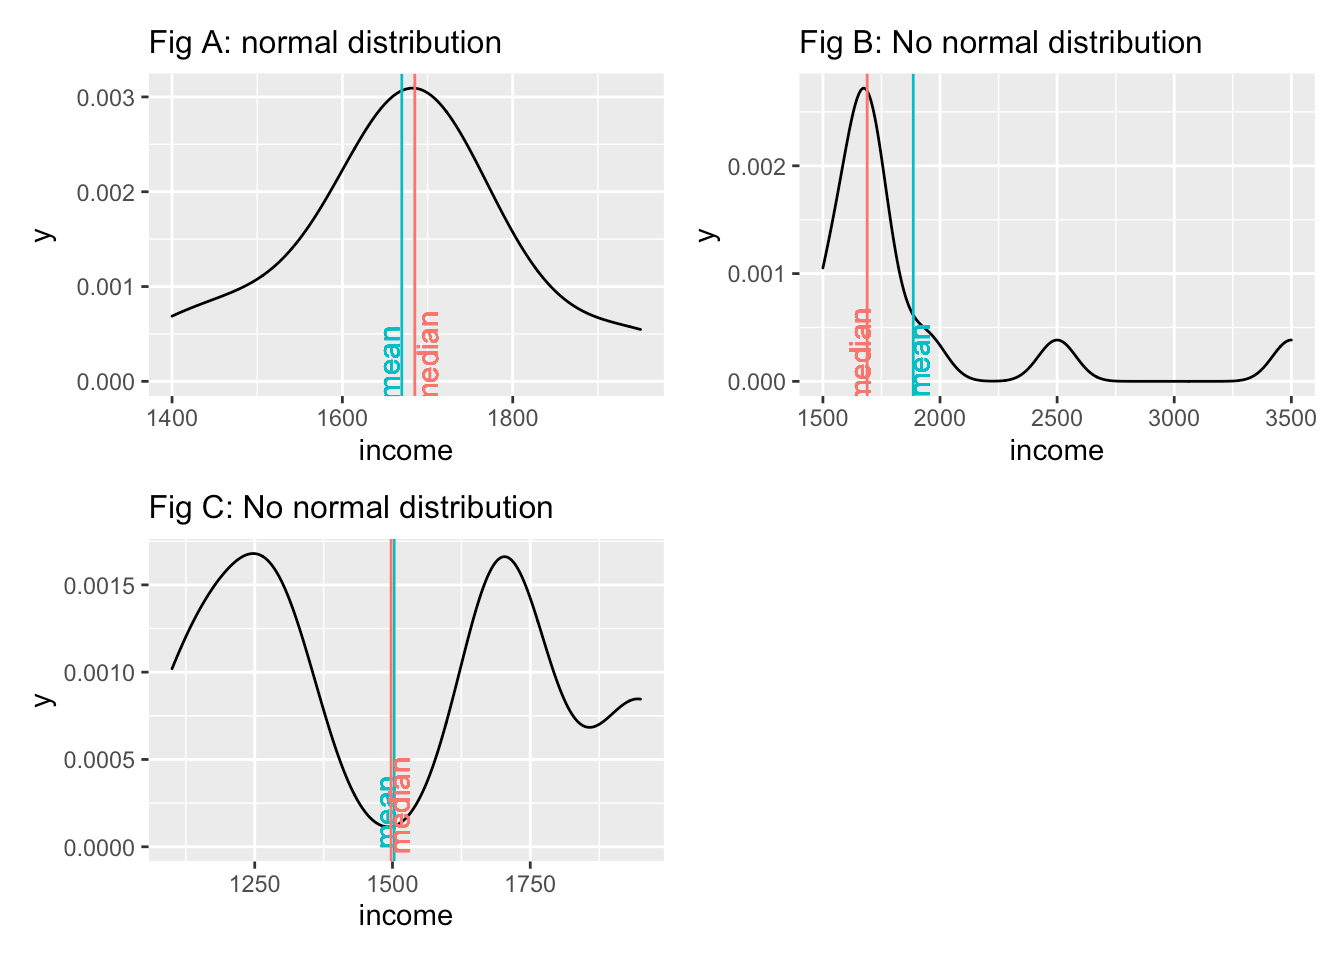 Fig A: normal distribution
0.003
0.002
0.001
0.000
y
mean
median
1400 1600 1800
income
Fig B: No normal distribution
0.002
0.001
0.000
y
median
mean
1500 2000 2500 3000 3500
income
Fig C: No normal distribution
0.0015
0.0010
0.0005
0.0000
y
mean
median
1250 1500 1750
income